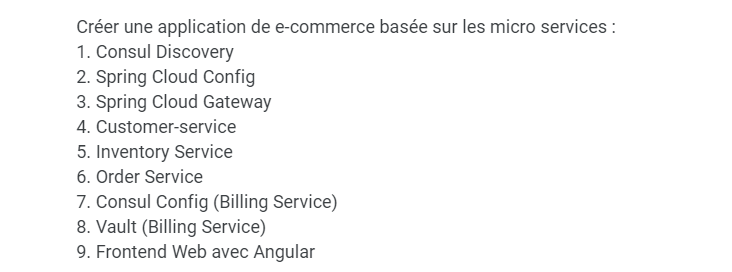 Créer une application de e-commerce basée sur les micro services :
1. Consul Discovery
2. Spring Cloud Config
3. Spring Cloud Gateway
4. Customer-service
5. Inventory Service
6. Order Service
7. Consul Config (Billing Service)
8. Vault (Billing Service)
9. Frontend Web avec Angular